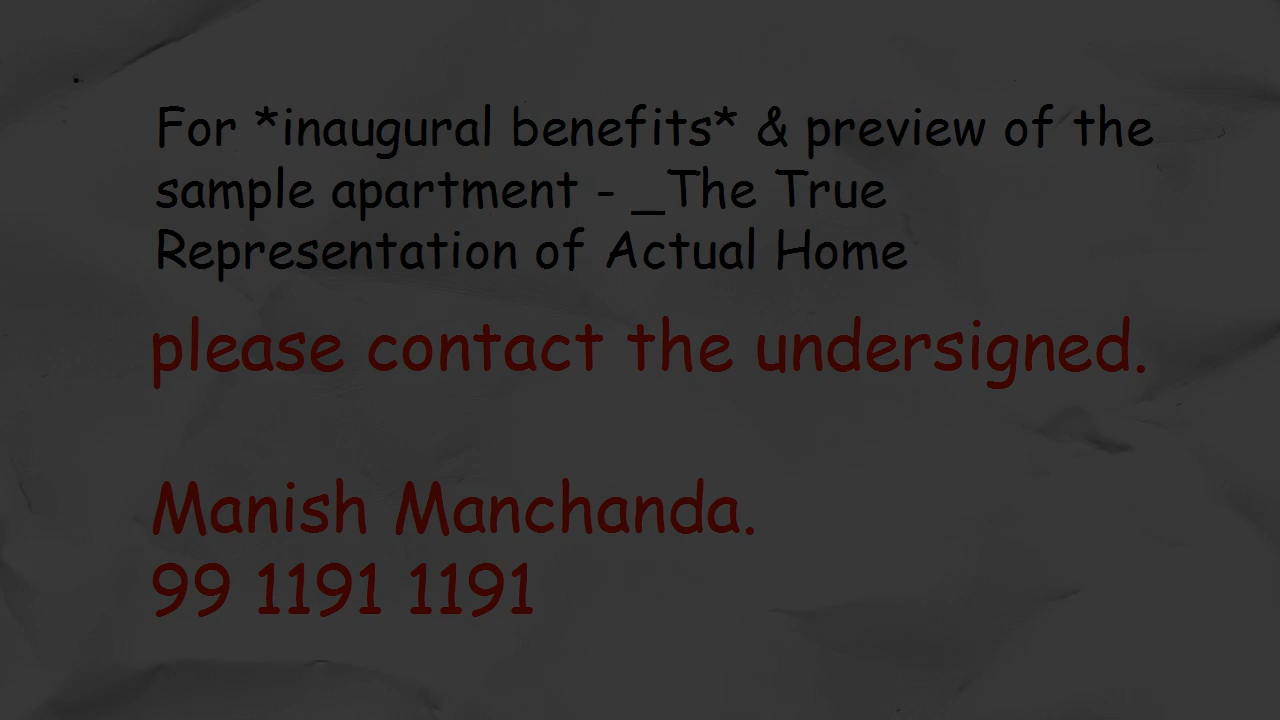 For *inaugural benefits* & preview of the
sample apartment - _The True
Representation of Actual Home
please contact the undersigned.
Manish Manchanda.
99 1191 1191